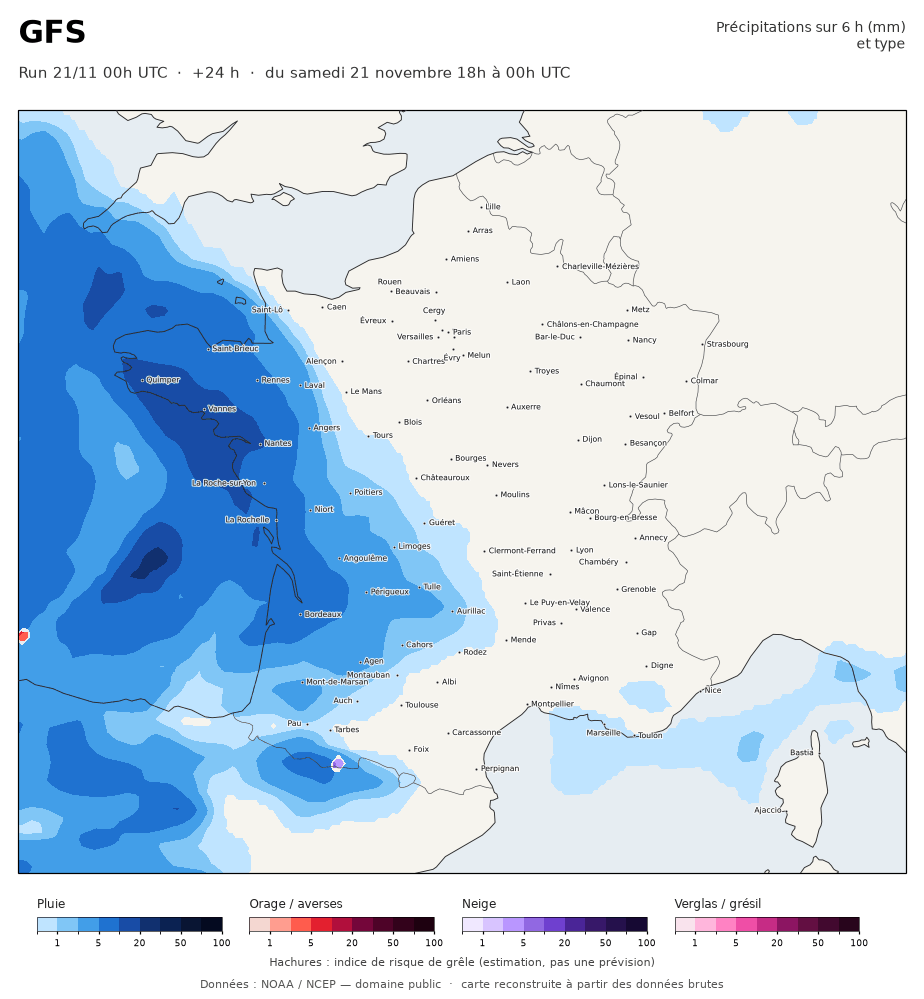 GFS
Précipitations sur 6 h (mm)
et type
Run 21/11 00h UTC · +24 h · du samedi 21 novembre 18h à 00h UTC
Lille
Arras
Amiens
Charleville-Mézières
Rouen
Laon
Beauvais
Saint-Lô
Caen
Cergy
Metz
Évreux
Châlons-en-Champagne
Versailles
Paris
Bar-le-Duc
Nancy
Strasbourg
Saint-Brieuc
Alençon
Chartres
Évry
Melun
Quimper
Rennes
Laval
Troyes
Épinal
Chaumont
Colmar
Le Mans
Orléans
Auxerre
Vannes
Vesoul
Belfort
Angers
Blois
Tours
Nantes
Dijon
Besançon
Bourges
Nevers
La Roche-sur-Yon
Châteauroux
Lons-le-Saunier
Poitiers
Moulins
Niort
Mâcon
La Rochelle
Guéret
Bourg-en-Bresse
Annecy
Limoges
Clermont-Ferrand
Lyon
Angoulême
Chambéry
Saint-Étienne
Périgueux
Tulle
Grenoble
Bordeaux
Aurillac
Le Puy-en-Velay
Valence
Privas
Gap
Cahors
Mende
Rodez
Agen
Digne
Montauban
Mont-de-Marsan
Albi
Avignon
Nîmes
Nice
Auch
Toulouse
Montpellier
Pau
Tarbes
Carcassonne
Marseille
Toulon
Foix
Bastia
Perpignan
Ajaccio
Pluie
1 5 20 50 100
Orage / averses
1 5 20 50 100
Neige
1 5 20 50 100
Verglas / grésil
1 5 20 50 100
Hachures : indice de risque de grêle (estimation, pas une prévision)
Données : NOAA / NCEP — domaine public · carte reconstruite à partir des données brutes